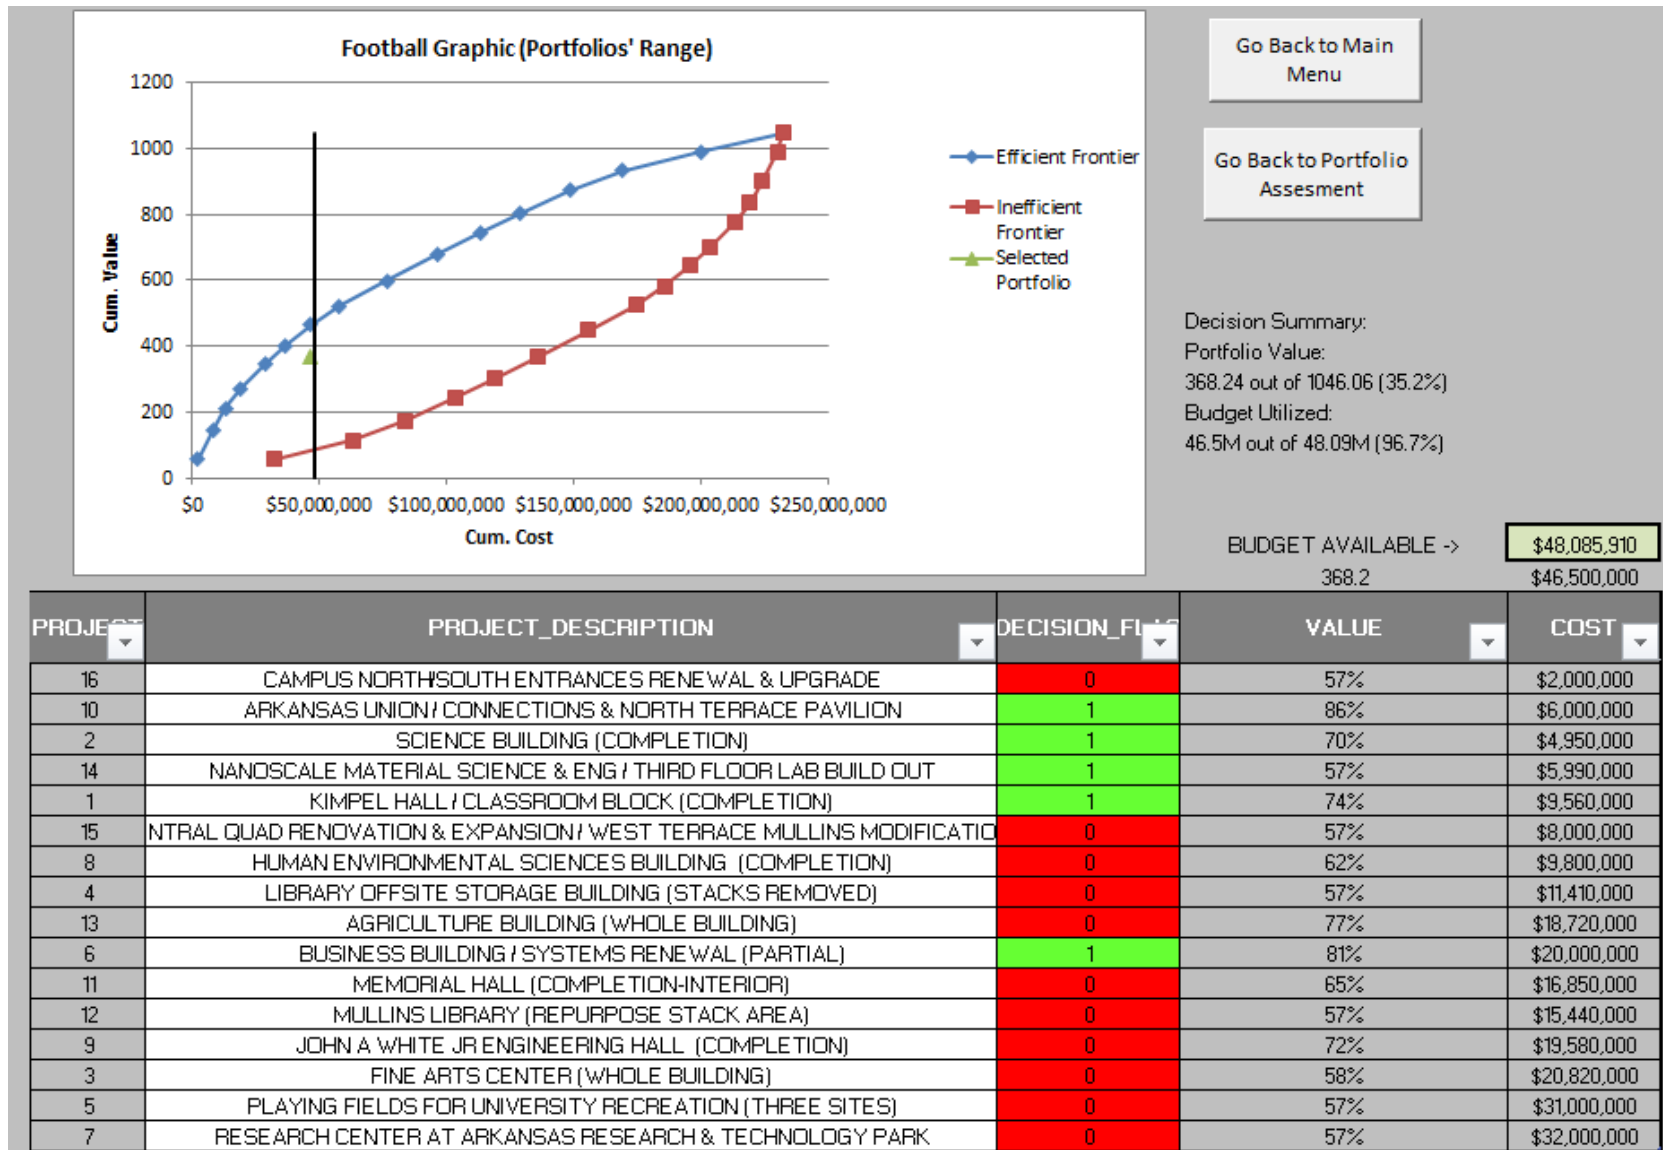 Football Graphic (Portfolios' Range)
1200
1000
800
600
400
200
0
Cum. Value
$0 $50,000,000 $100,000,000 $150,000,000 $200,000,000 $250,000,000
Cum. Cost
Efficient Frontier
Inefficient
Frontier
Selected
Portfolio
Go Back to Main
Menu
Go Back to Portfolio
Assesment
Decision Summary:
Portfolio Value:
368.24 out of 1046.06 (35.2%)
Budget Utilized:
46.5M out of 48.09M (96.7%)
BUDGET AVAILABLE -> $48,085,910
368.2 $46,500,000
PROJE PROJECT_DESCRIPTION DECISION_FL VALUE COST
16 CAMPUS NORTH/SOUTH ENTRANCES RENEWAL & UPGRADE 0 57% $2,000,000
10 ARKANSAS UNION / CONNECTIONS & NORTH TERRACE PAVILION 1 86% $6,000,000
2 SCIENCE BUILDING (COMPLETION) 1 70% $4,950,000
14 NANOSCALE MATERIAL SCIENCE & ENG / THIRD FLOOR LAB BUILD OUT 1 57% $5,990,000
1 KIMPEL HALL / CLASSROOM BLOCK (COMPLETION) 1 74% $9,560,000
15 NTRAL QUAD RENOVATION & EXPANSION / WEST TERRACE MULLINS MODIFICATIO 0 57% $8,000,000
8 HUMAN ENVIRONMENTAL SCIENCES BUILDING (COMPLETION) 0 62% $9,800,000
4 LIBRARY OFFSITE STORAGE BUILDING (STACKS REMOVED) 0 57% $11,410,000
13 AGRICULTURE BUILDING (WHOLE BUILDING) 0 77% $18,720,000
6 BUSINESS BUILDING / SYSTEMS RENEWAL (PARTIAL) 1 81% $20,000,000
11 MEMORIAL HALL (COMPLETION-INTERIOR) 0 65% $16,850,000
12 MULLINS LIBRARY (REPURPOSE STACK AREA) 0 57% $15,440,000
9 JOHN A WHITE JR ENGINEERING HALL (COMPLETION) 0 72% $19,580,000
3 FINE ARTS CENTER (WHOLE BUILDING) 0 58% $20,820,000
5 PLAYING FIELDS FOR UNIVERSITY RECREATION (THREE SITES) 0 57% $31,000,000
7 RESEARCH CENTER AT ARKANSAS RESEARCH & TECHNOLOGY PARK 0 57% $32,000,000